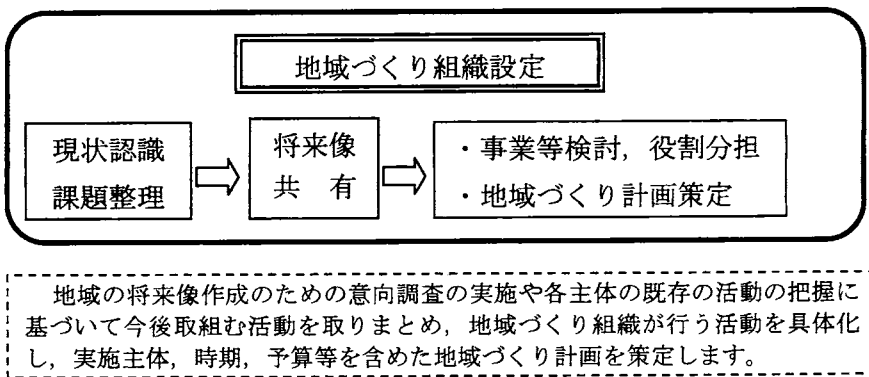 地域づくり組織設定
現状認識
課題整理
将来像
共　有
・事業等検討，役割分担
・地域づくり計画策定
地域の将来像作成のための意向調査の実施や各主体の既存の活動の把握に
基づいて今後取組む活動を取りまとめ，地域づくり組織が行う活動を具体化
し，実施主体，時期，予算等を含めた地域づくり計画を策定します。